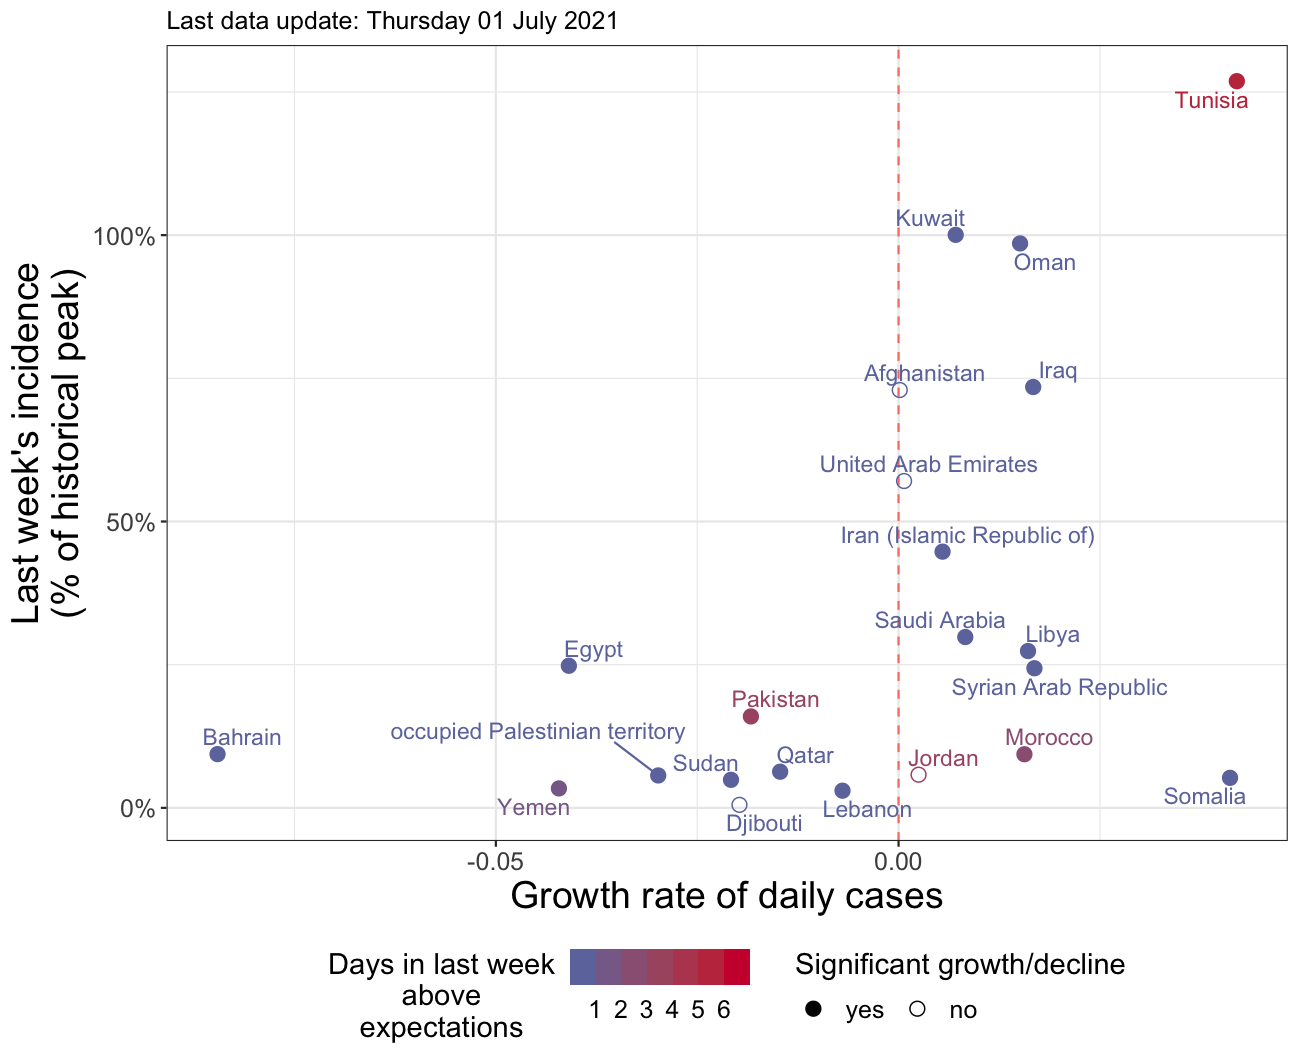 Last data update: Thursday 01 July 2021
Tunisia
Kuwait
100%
Oman
Afghanistan
Iraq
United Arab Emirates
50%
Iran (Islamic Republic of)
Saudi Arabia
Libya
Egypt
Syrian Arab Republic
Pakistan
occupied Palestinian territory
Bahrain
Morocco
Sudan
Qatar
Jordan
Somalia
Yemen
0%
Lebanon
Djibouti
Last week's incidence
(% of historical peak)
-0.05 0.00
Growth rate of daily cases
Days in last week
above
expectations
1 2 3 4 5 6
Significant growth/decline
yes no